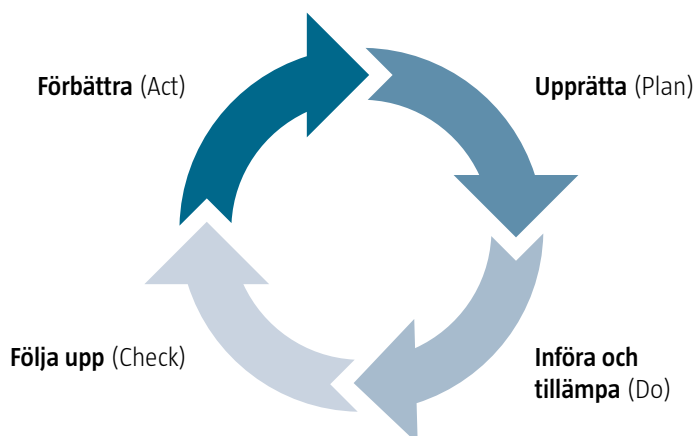 Förbättra (Act)
Upprätta (Plan)
Följa upp (Check)
Införa och
tillämpa (Do)